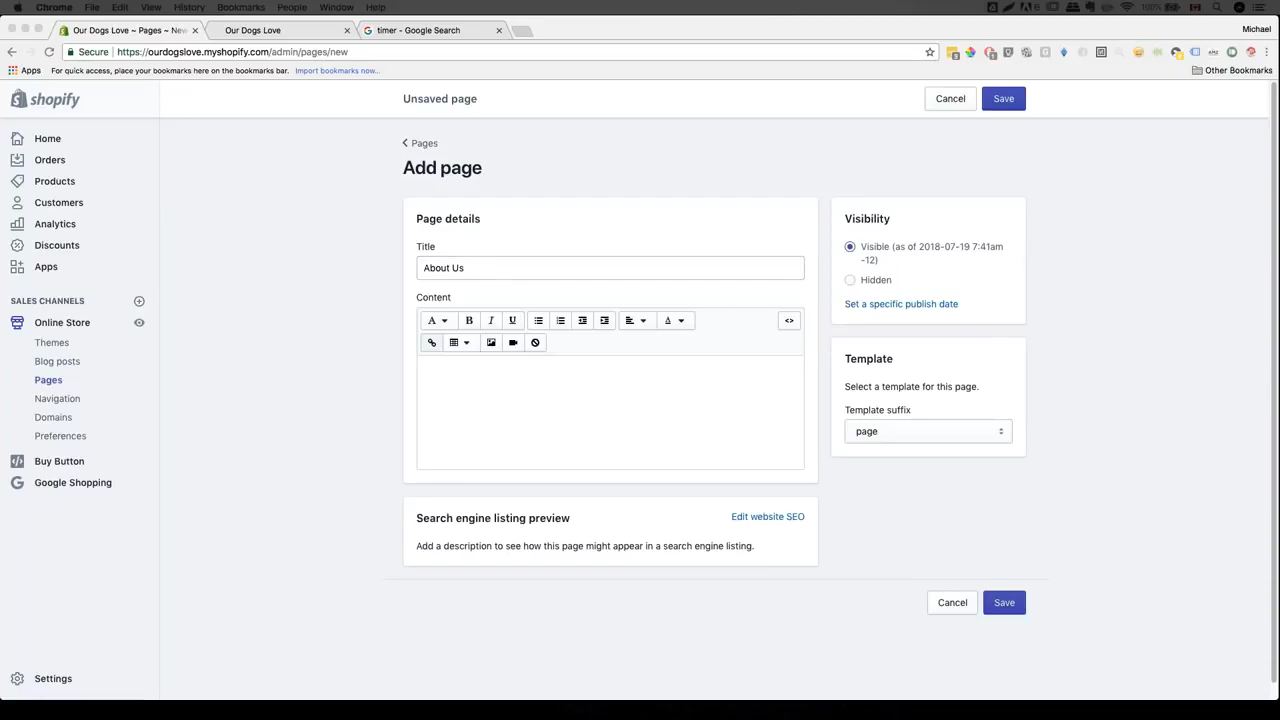 Chrome File Edit View History Bookmarks People Window Help 100%
Our Dogs Love ~ Pages ~ New × Our Dogs Love × timer - Google Search × Michael
Secure https://ourdogslove.myshopify.com/admin/pages/new
Apps For quick access, place your bookmarks here on the bookmarks bar. Import bookmarks now... Other Bookmarks
shopify
Unsaved page Cancel Save
Home
Orders
Products
Customers
Analytics
Discounts
Apps
SALES CHANNELS
Online Store
Themes
Blog posts
Pages
Navigation
Domains
Preferences
Buy Button
Google Shopping
Settings
Pages
Add page
Page details
Title
About Us
Content
A B I U A <>
Search engine listing preview Edit website SEO
Add a description to see how this page might appear in a search engine listing.
Visibility
Visible (as of 2018-07-19 7:41am
-12)
Hidden
Set a specific publish date
Template
Select a template for this page.
Template suffix
page
Cancel Save